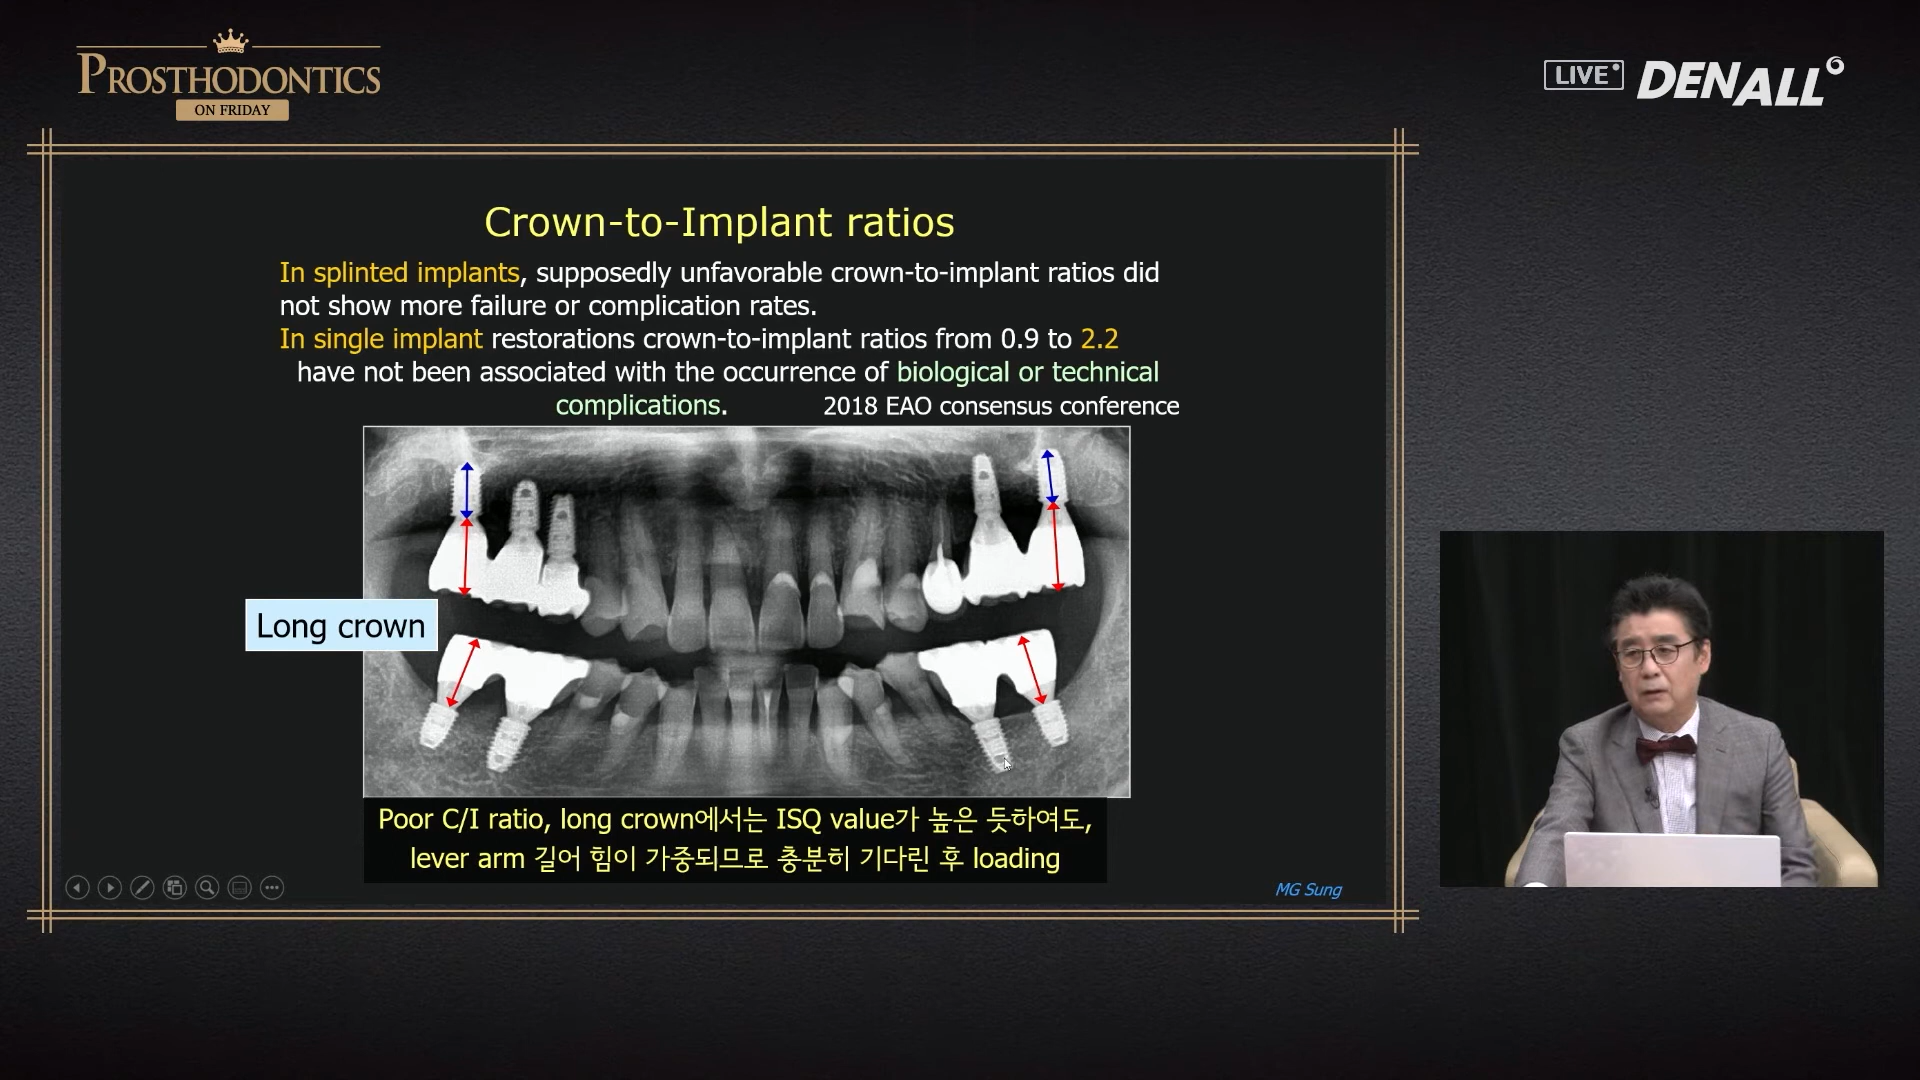 PROSTHODONTICS
ON FRIDAY
LIVE
DENALL
Crown-to-Implant ratios
In splinted implants, supposedly unfavorable crown-to-implant ratios did
not show more failure or complication rates.
In single implant restorations crown-to-implant ratios from 0.9 to 2.2
have not been associated with the occurrence of biological or technical
complications.
2018 EAO consensus conference
Long crown
Poor C/I ratio, long crown에서는 ISQ value가 높은 듯하여도,
lever arm 길어 힘이 가중되므로 충분히 기다린 후 loading
MG Sung